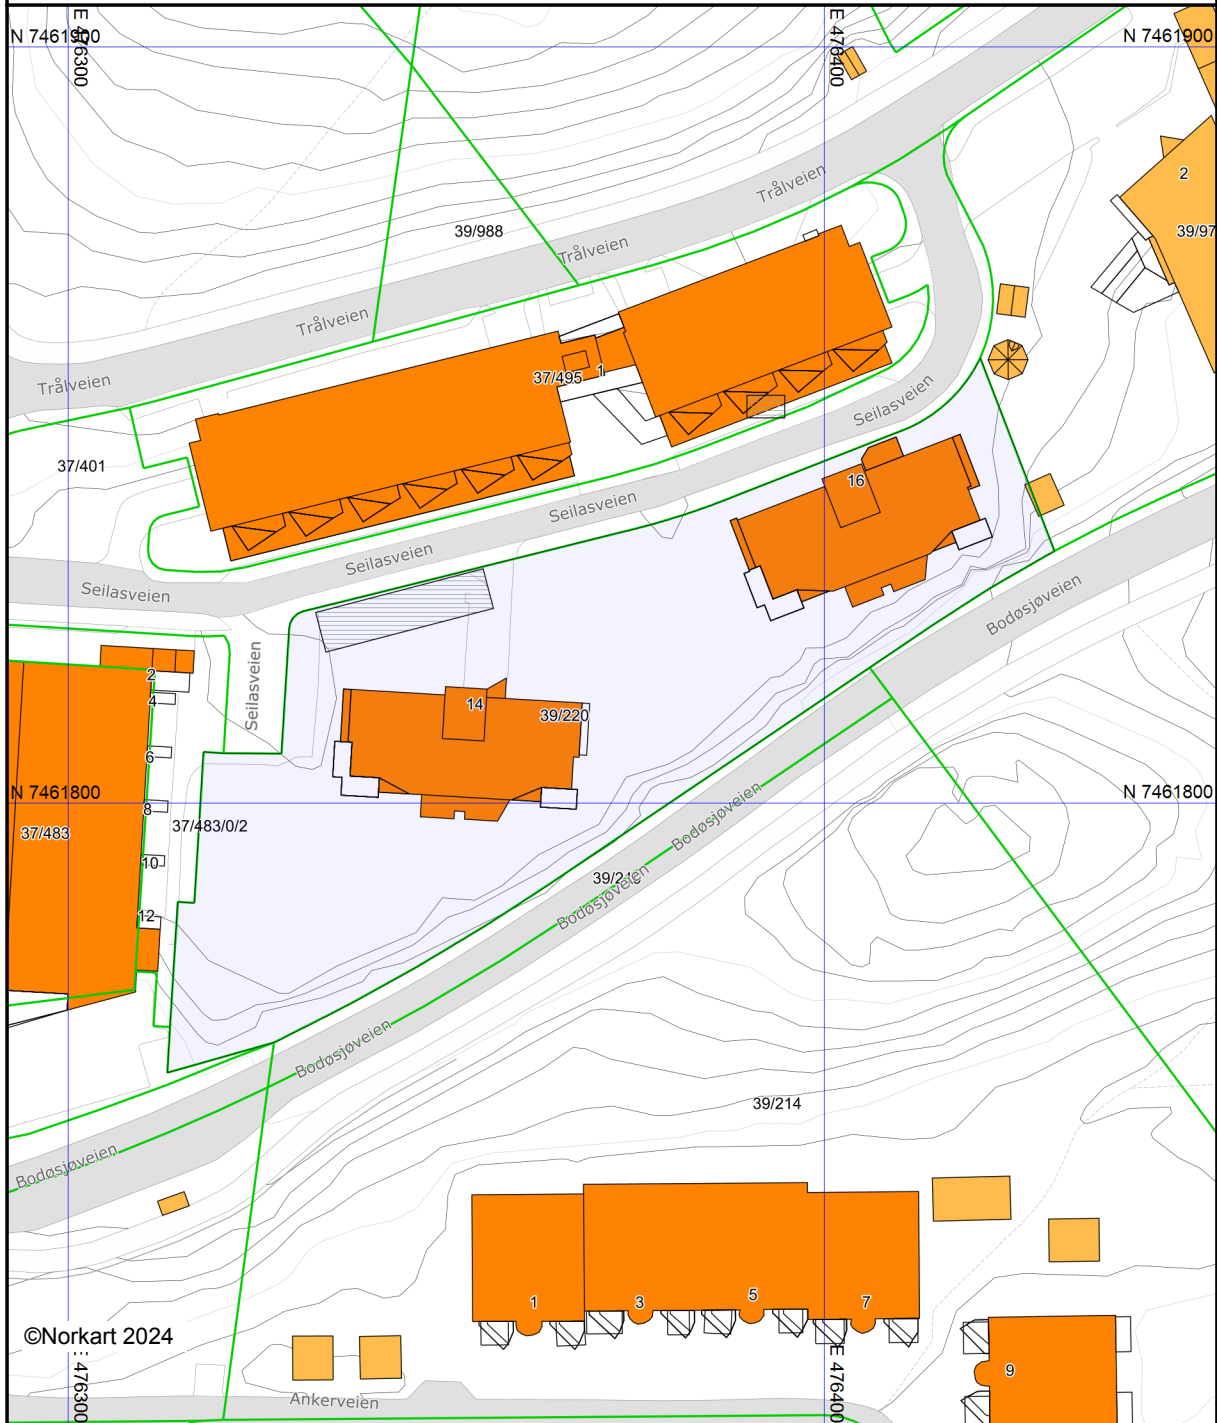 N 7461900
E 476300
E 476400
N 7461900
2
39/97
Trålveien
39/988
Trålveien
Trålveien
Trålveien
37/495
1
Seilasveien
37/401
16
Seilasveien
Seilasveien
Seilasveien
Bodøsjøveien
Seilasveien
2
4
14
39/220
6
N 7461800
N 7461800
8
37/483/0/2
37/483
Bodøsjøveien
10
Bodøsjøveien
12
Bodøsjøveien
39/214
Bodøsjøveien
1
3
5
7
©Norkart 2024
E 476300
E 476400
9
Ankerveien